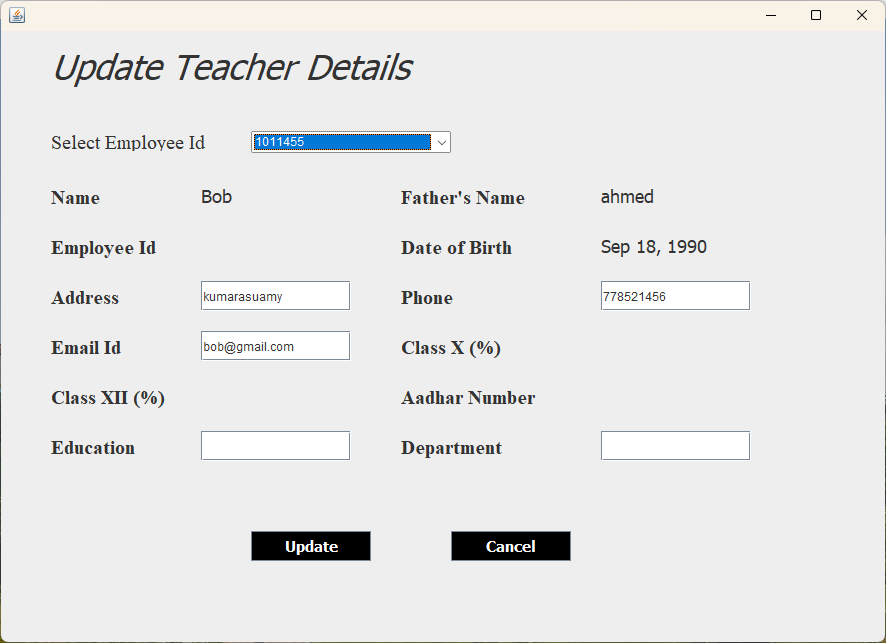 Update Teacher Details
Select Employee Id 1011455
Name Bob Father's Name ahmed
Employee Id Date of Birth Sep 18, 1990
Address kumarasuamy Phone 778521456
Email Id bob@gmail.com Class X (%)
Class XII (%) Aadhar Number
Education Department
Update Cancel